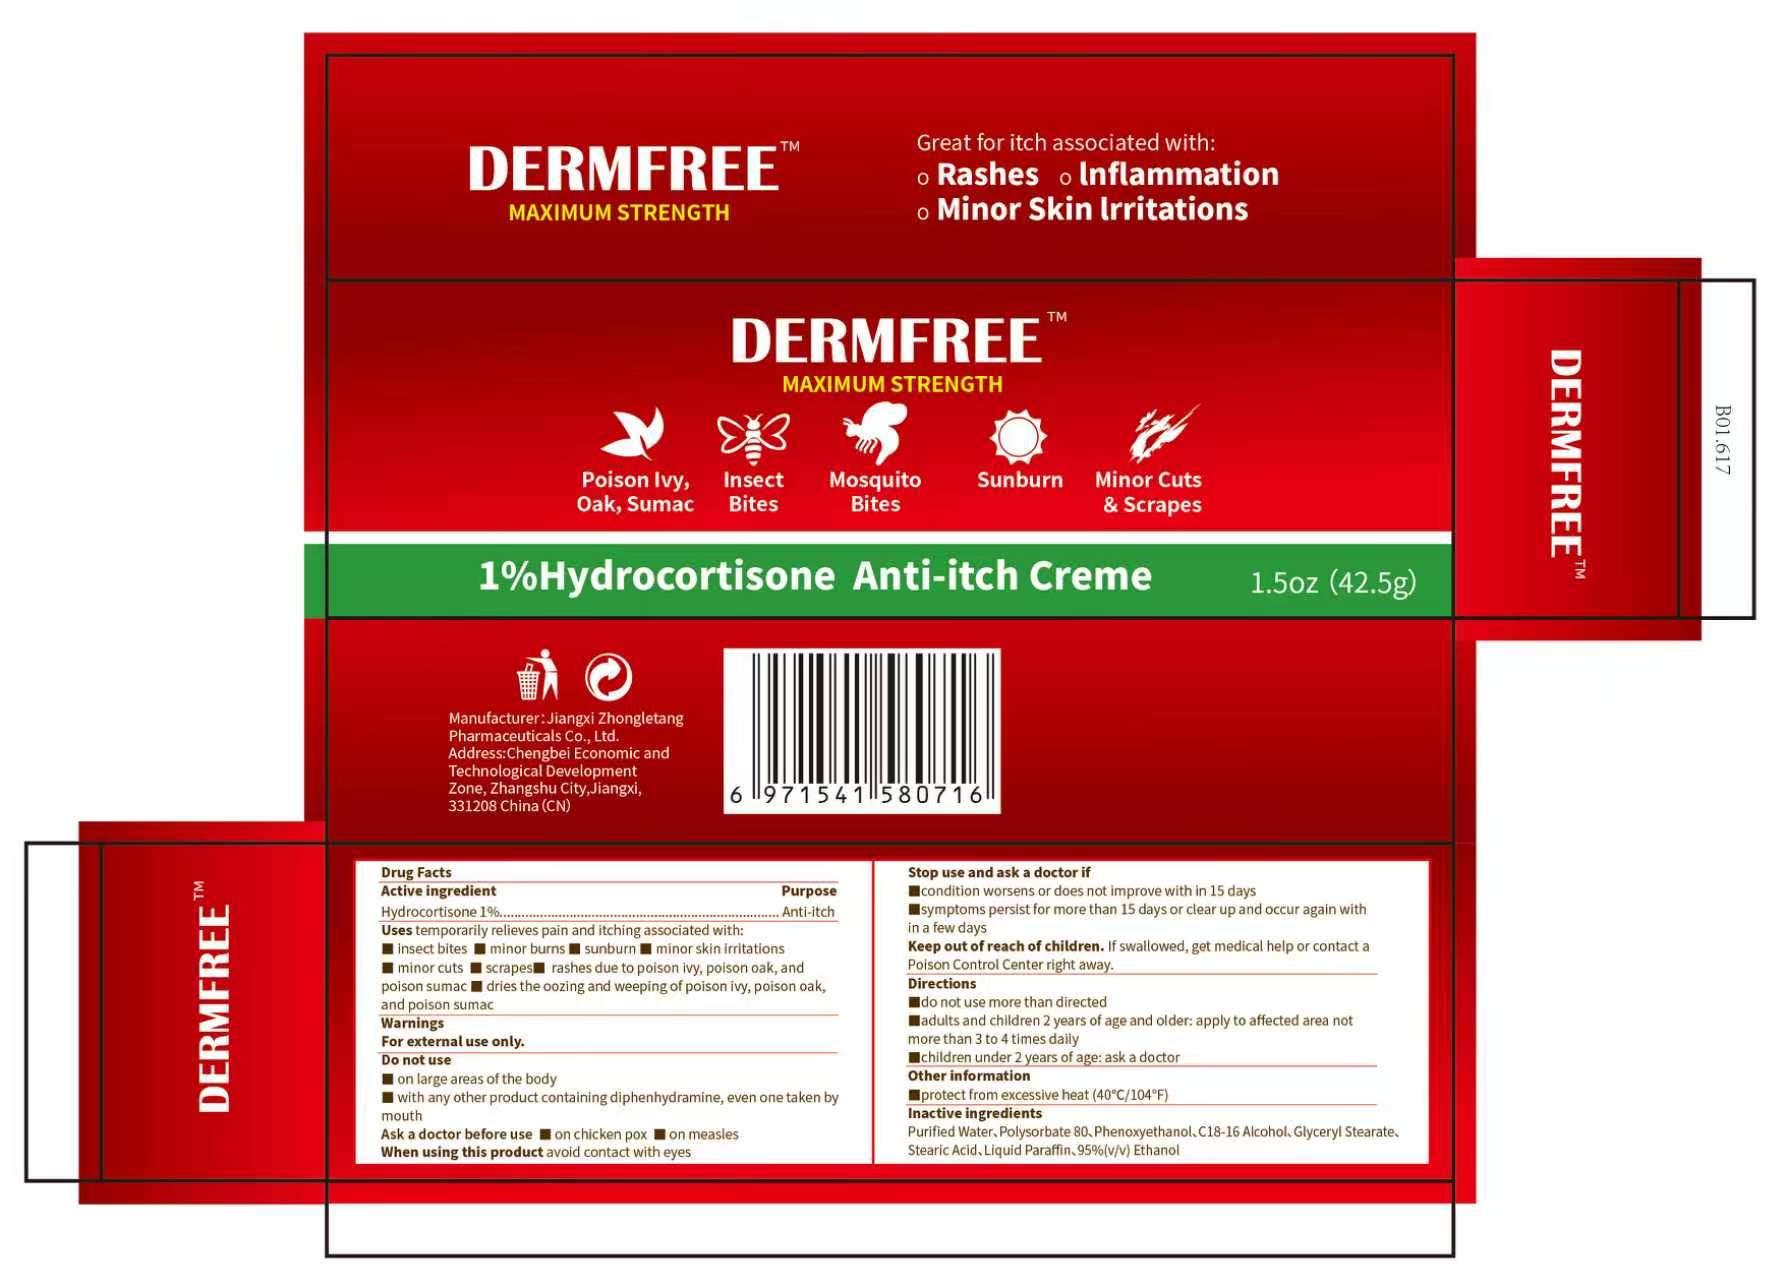 DERMFREE™
MAXIMUM STRENGTH
Great for itch associated with:
o Rashes o lnflammation
o Minor Skin lrritations
DERMFREE™
MAXIMUM STRENGTH
Poison Ivy,
Oak, Sumac
Insect
Bites
Mosquito
Bites
Sunburn
Minor Cuts
& Scrapes
1%Hydrocortisone Anti-itch Creme 1.5oz (42.5g)
DERMFREE™
B01.617
Manufacturer:Jiangxi Zhongletang
Pharmaceuticals Co., Ltd.
Address:Chengbei Economic and
Technological Development
Zone, Zhangshu City,Jiangxi,
331208 China (CN)
6 971541 580716
DERMFREE™
Drug Facts
Active ingredient Purpose
Hydrocortisone 1%............................................................................ Anti-itch
Uses temporarily relieves pain and itching associated with:
■ insect bites ■ minor burns ■ sunburn ■ minor skin irritations
■ minor cuts ■ scrapes■ rashes due to poison ivy, poison oak, and
poison sumac ■ dries the oozing and weeping of poison ivy, poison oak,
and poison sumac
Warnings
For external use only.
Do not use
■ on large areas of the body
■ with any other product containing diphenhydramine, even one taken by
mouth
Ask a doctor before use ■ on chicken pox ■ on measles
When using this product avoid contact with eyes
Stop use and ask a doctor if
■condition worsens or does not improve with in 15 days
■symptoms persist for more than 15 days or clear up and occur again with
in a few days
Keep out of reach of children. If swallowed, get medical help or contact a
Poison Control Center right away.
Directions
■do not use more than directed
■adults and children 2 years of age and older: apply to affected area not
more than 3 to 4 times daily
■children under 2 years of age: ask a doctor
Other information
■protect from excessive heat (40°C/104°F)
Inactive ingredients
Purified Water、Polysorbate 80、Phenoxyethanol、C18-16 Alcohol、Glyceryl Stearate、
Stearic Acid、Liquid Paraffin、95%(v/v) Ethanol